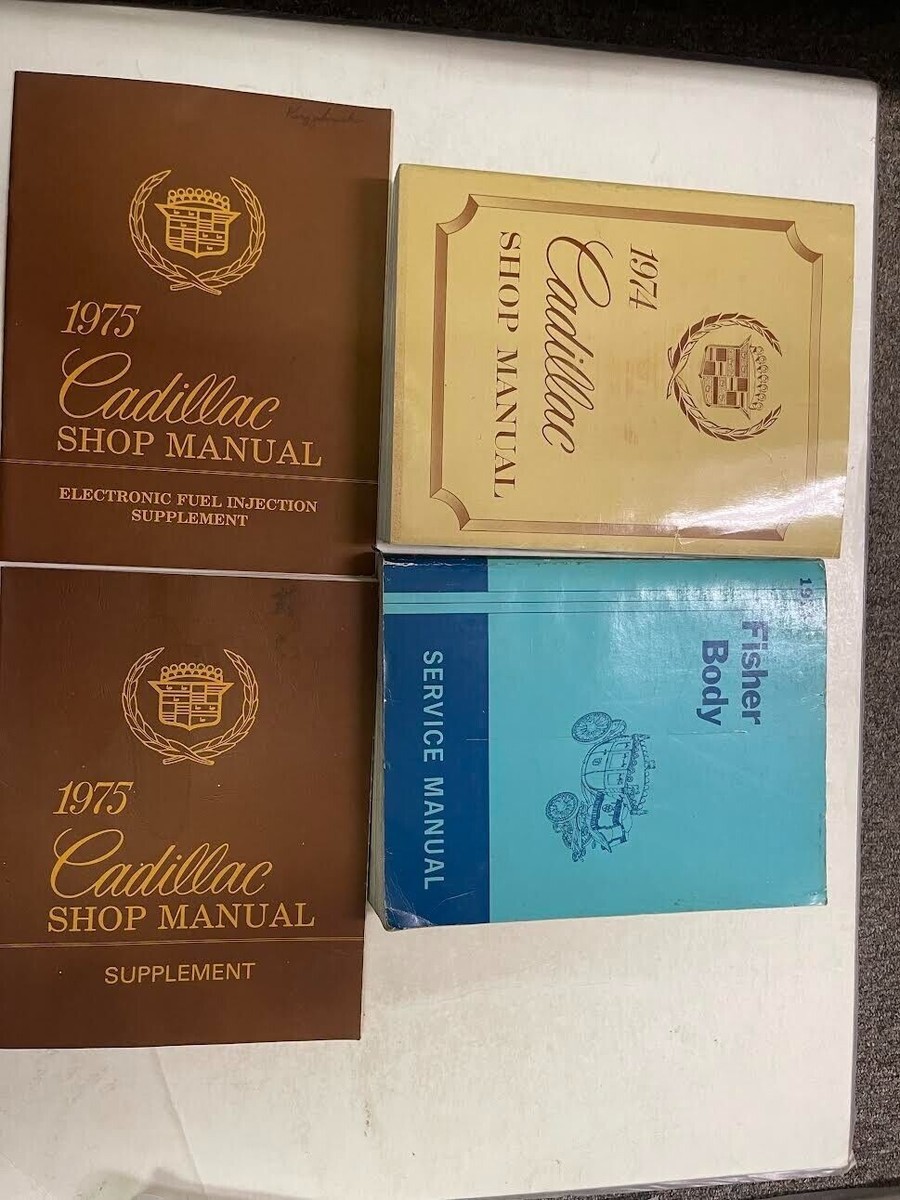 1975
Cadillac
SHOP MANUAL
ELECTRONIC FUEL INJECTION
SUPPLEMENT
1974
Cadillac
SHOP MANUAL
1975
Cadillac
SHOP MANUAL
SUPPLEMENT
Fisher
Body
SERVICE MANUAL